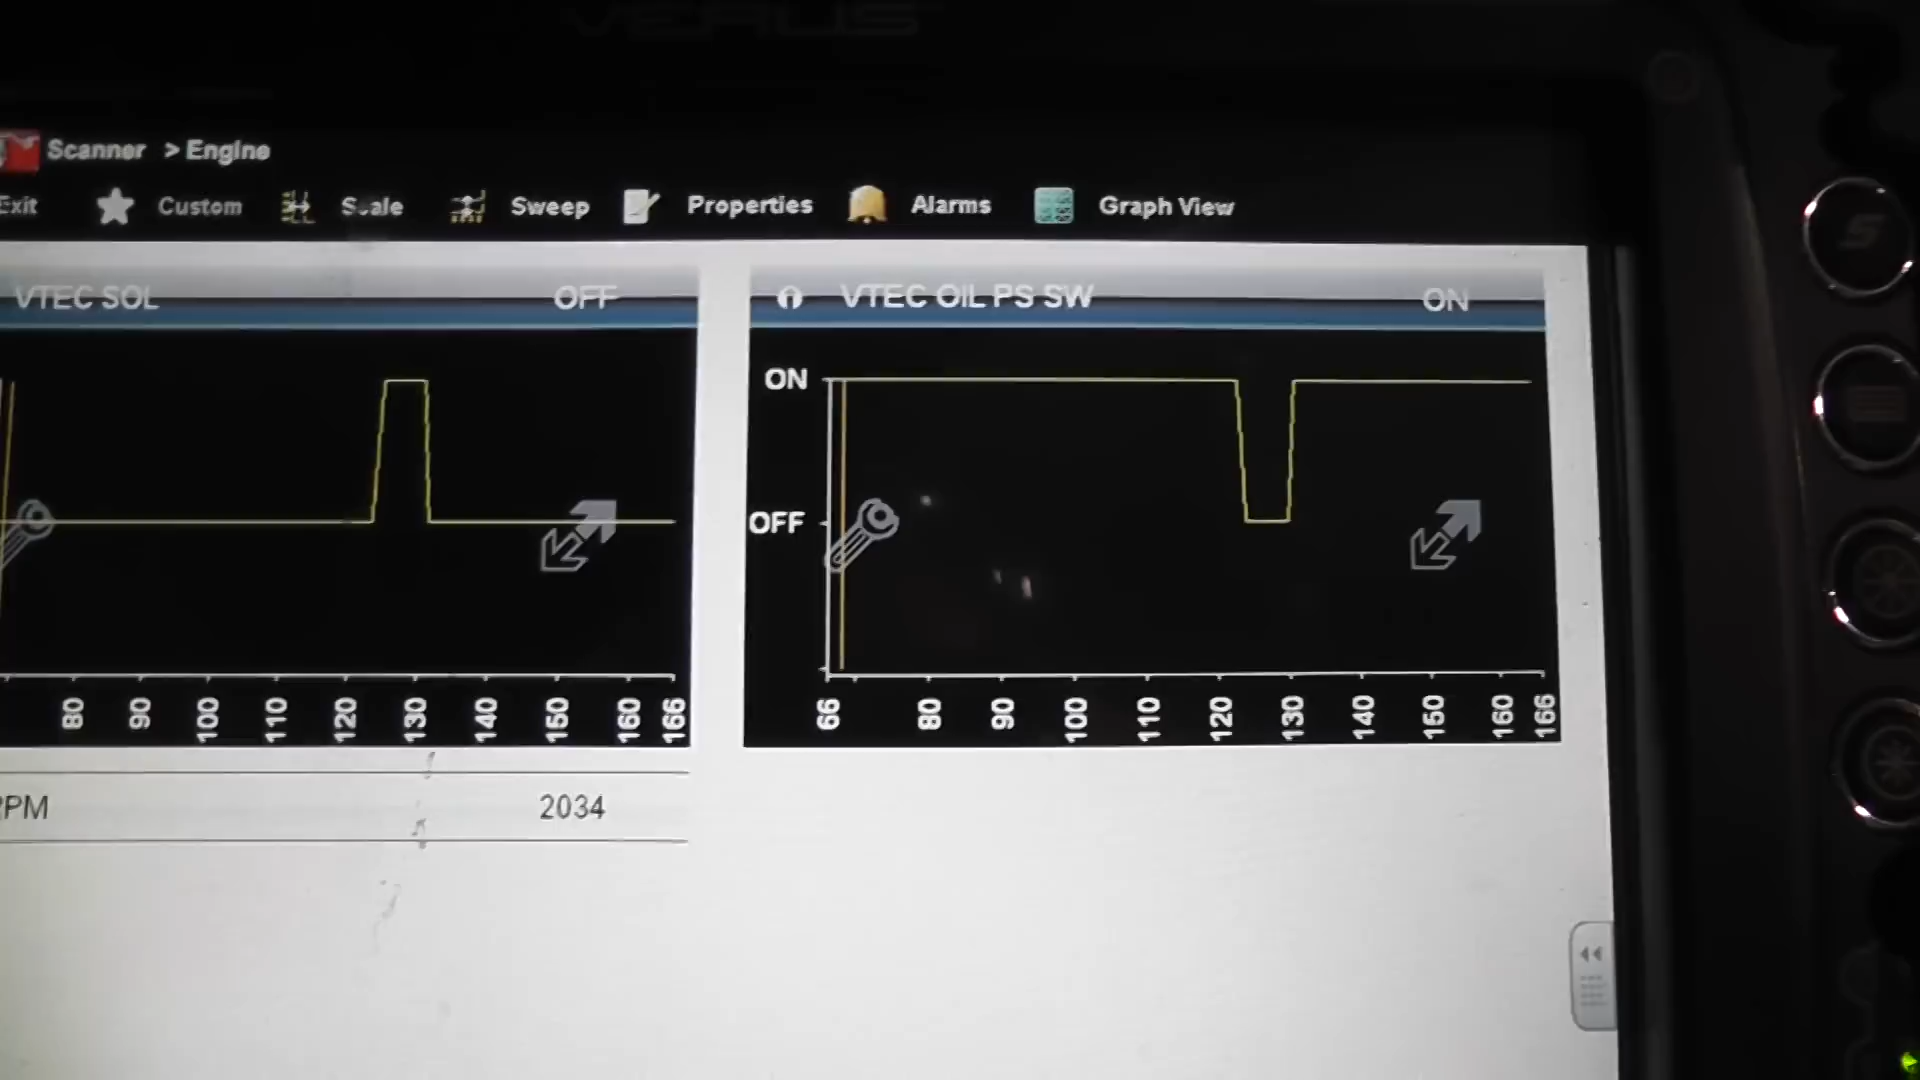 VERUS
Scanner > Engine
Exit Custom Scale Sweep Properties Alarms Graph View
VTEC SOL OFF
VTEC OIL PS SW ON
ON
OFF
80 90 100 110 120 130 140 150 160 166
66 80 90 100 110 120 130 140 150 160 166
RPM 2034